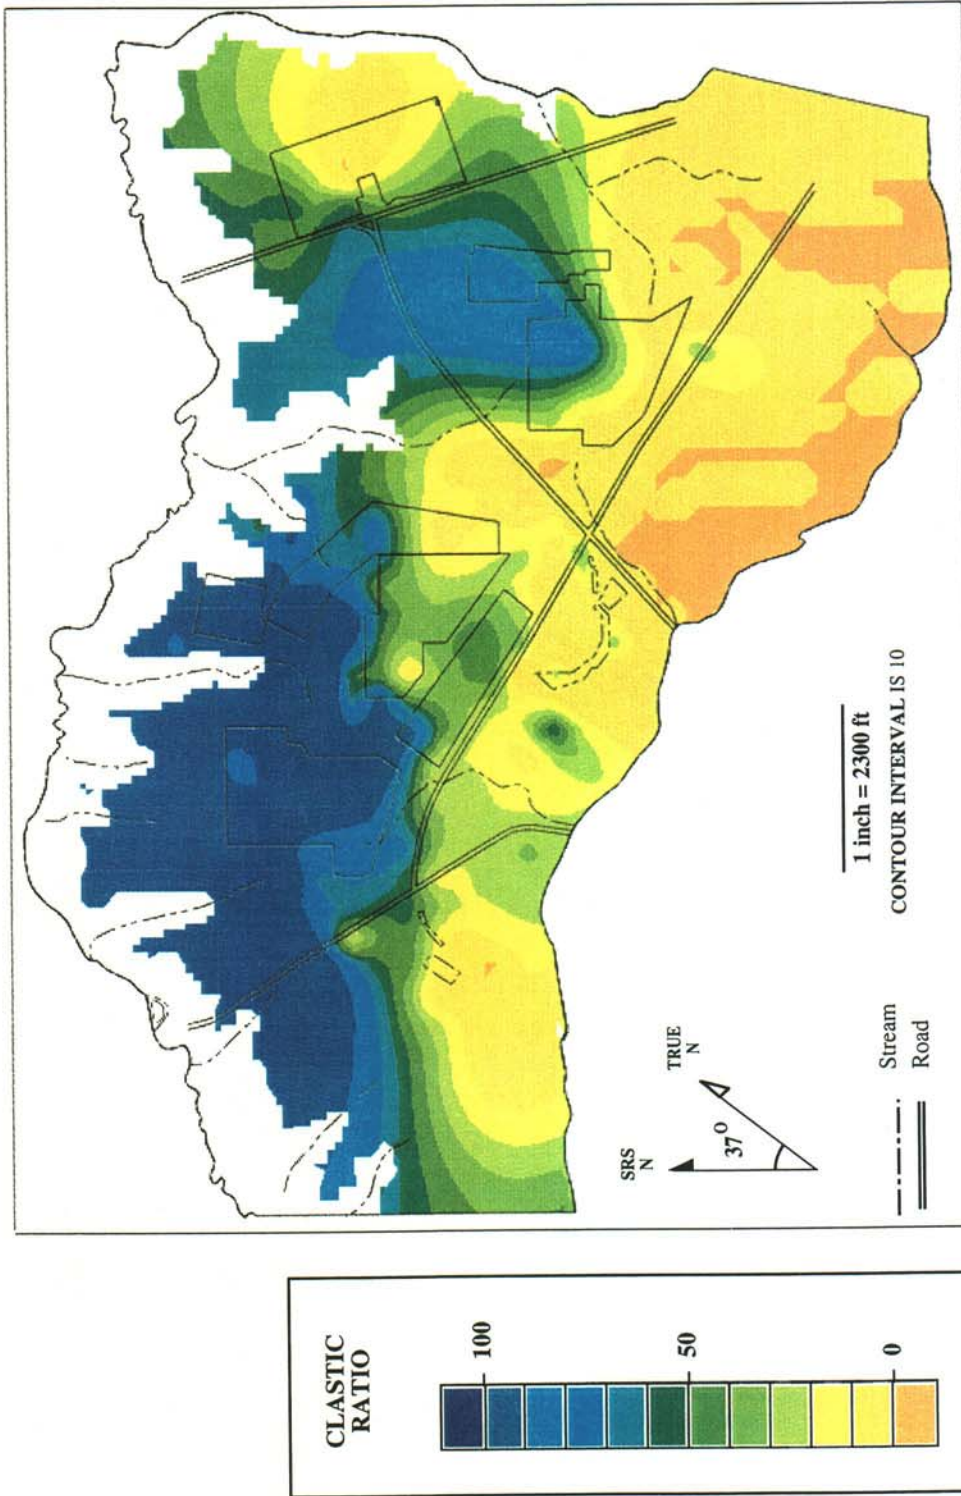 CLASTIC
RATIO
100
50
0
SRS
N
TRUE
N
37°
Stream
Road
1 inch = 2300 ft
CONTOUR INTERVAL IS 10